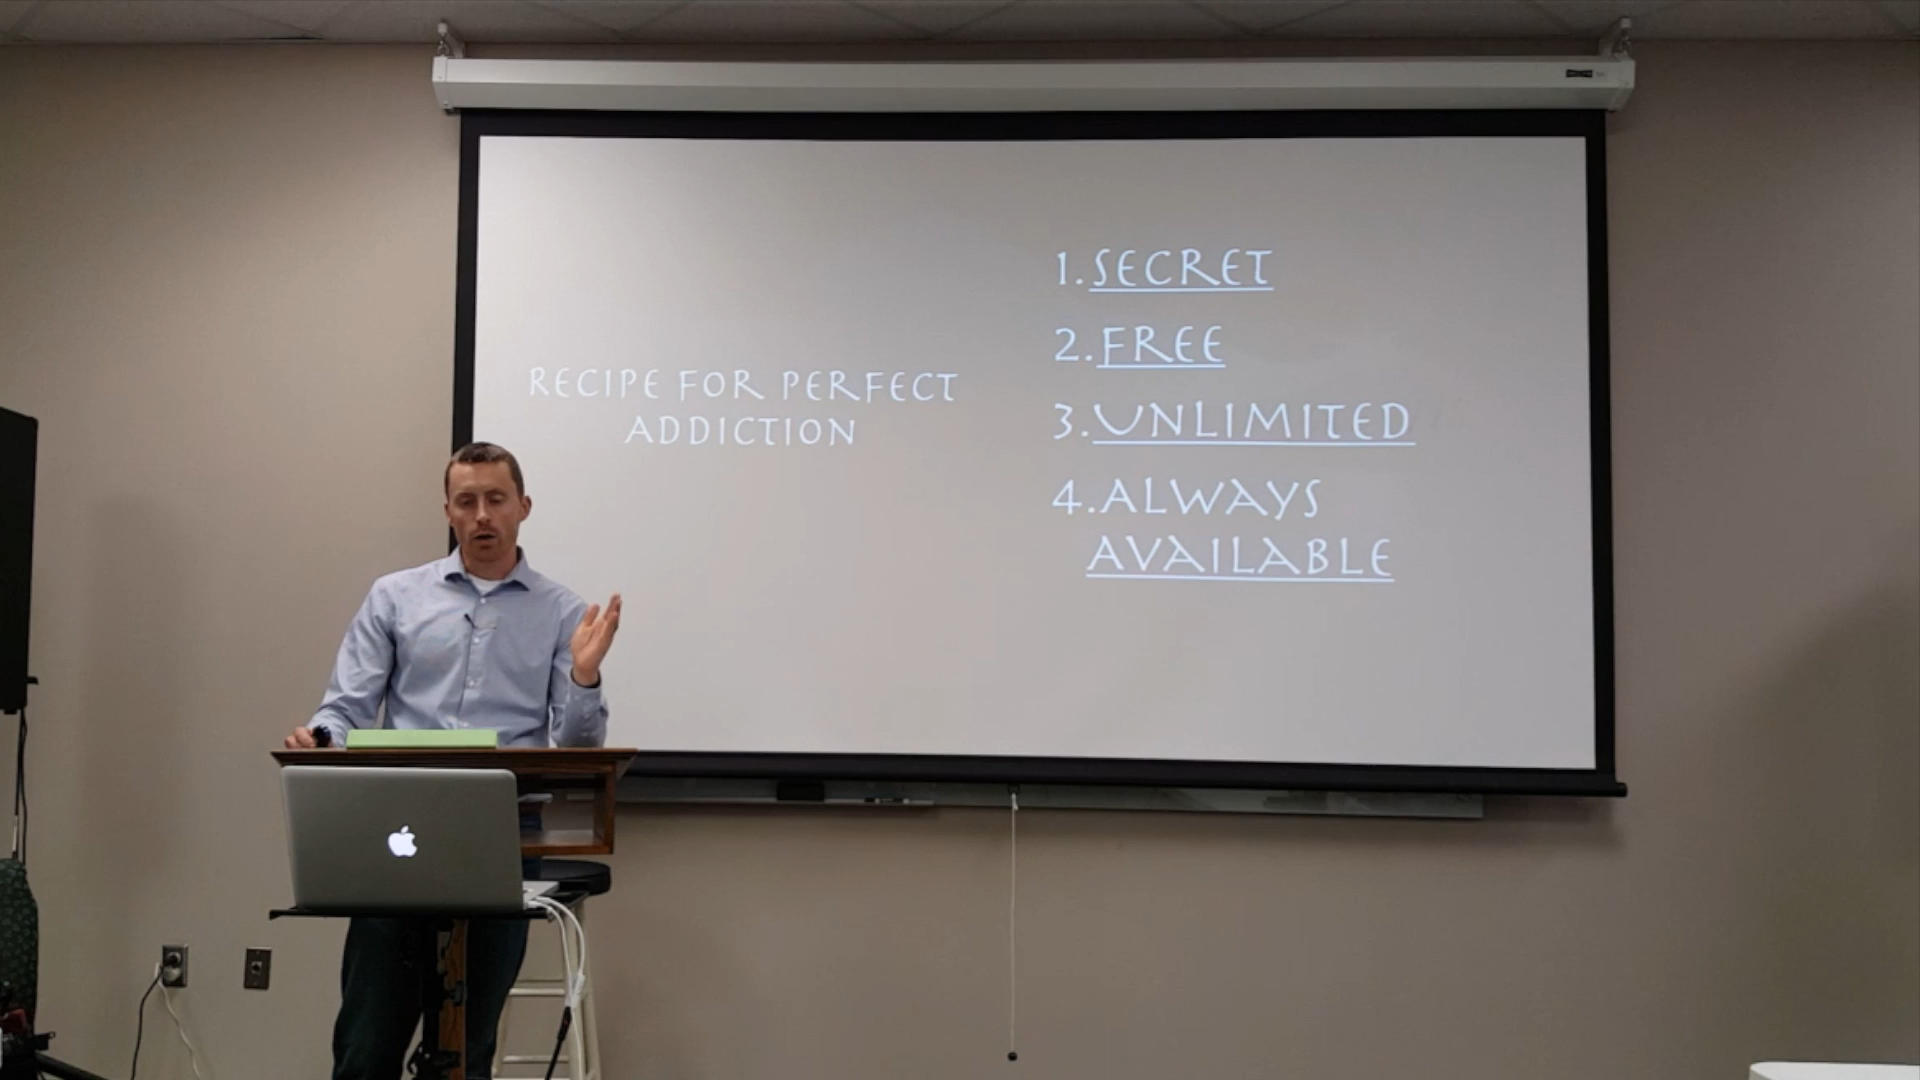 RECIPE FOR PERFECT
ADDICTION
1. SECRET
2. FREE
3. UNLIMITED
4. ALWAYS
AVAILABLE